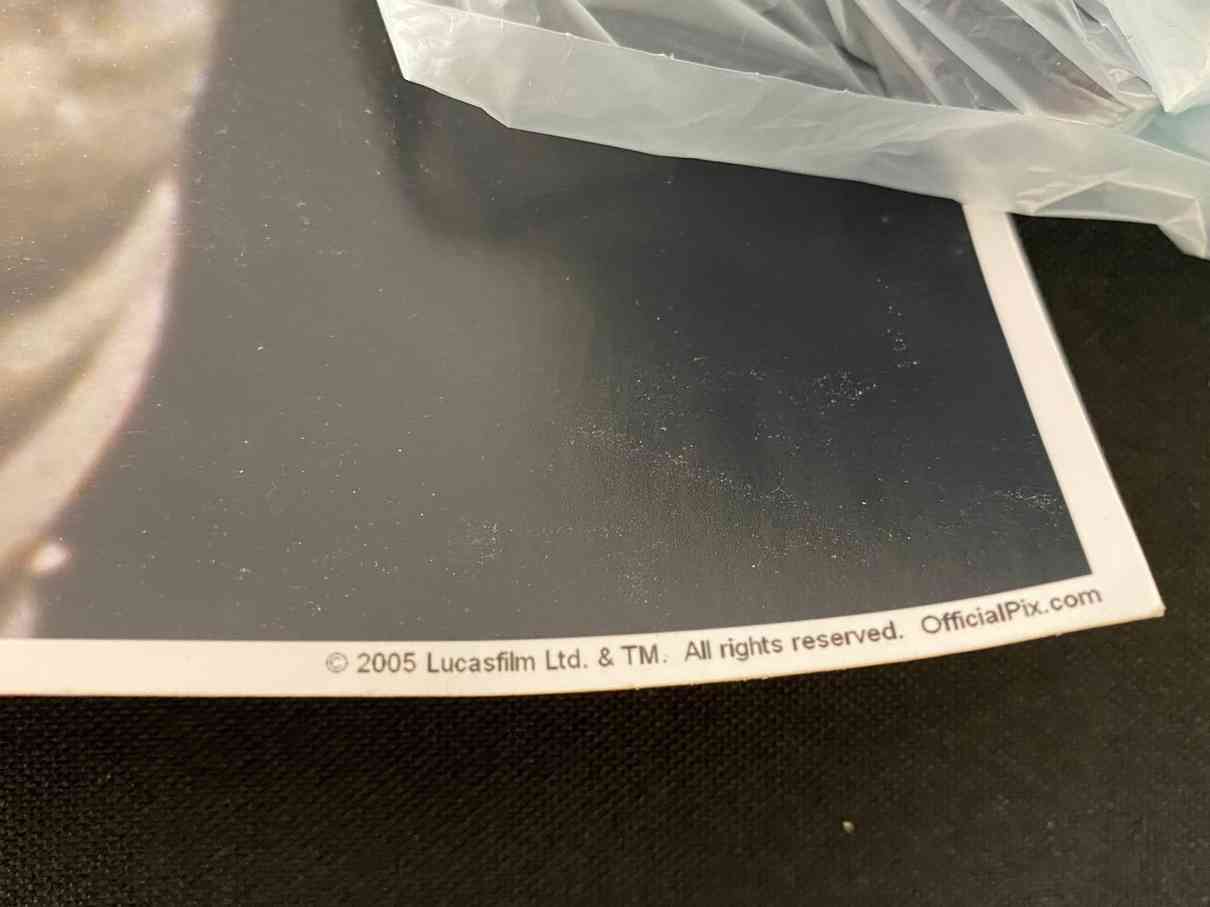 © 2005 Lucasfilm Ltd. & TM. All rights reserved. OfficialPix.com